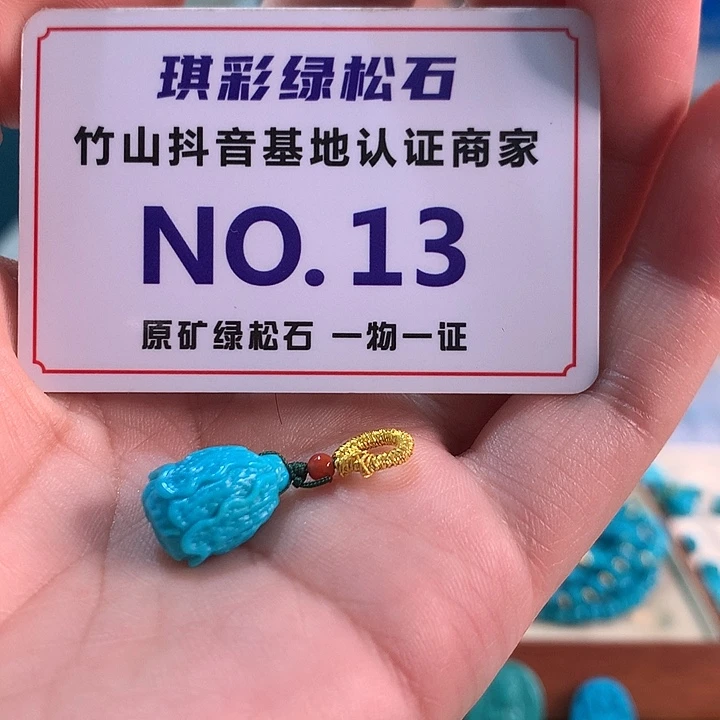 琪彩绿松石
竹山抖音基地认证商家
NO.13
原矿绿松石 一物一证